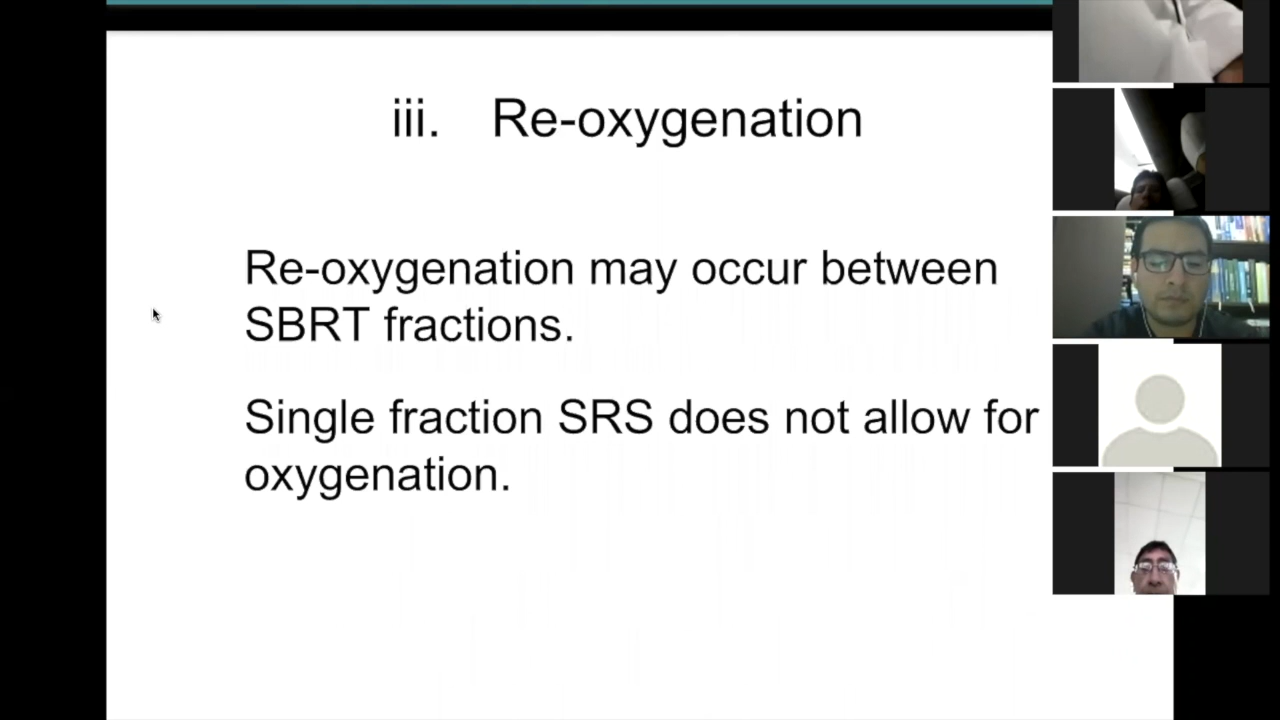 iii. Re-oxygenation
Re-oxygenation may occur between
SBRT fractions.
Single fraction SRS does not allow for
oxygenation.